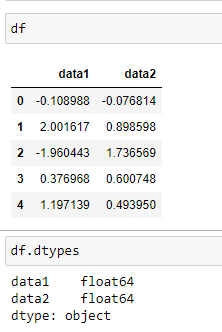 df
data1 data2
0 -0.108988 -0.076814
1 2.001617 0.898598
2 -1.960443 1.736569
3 0.376968 0.600748
4 1.197139 0.493950
df.dtypes
data1    float64
data2    float64
dtype: object